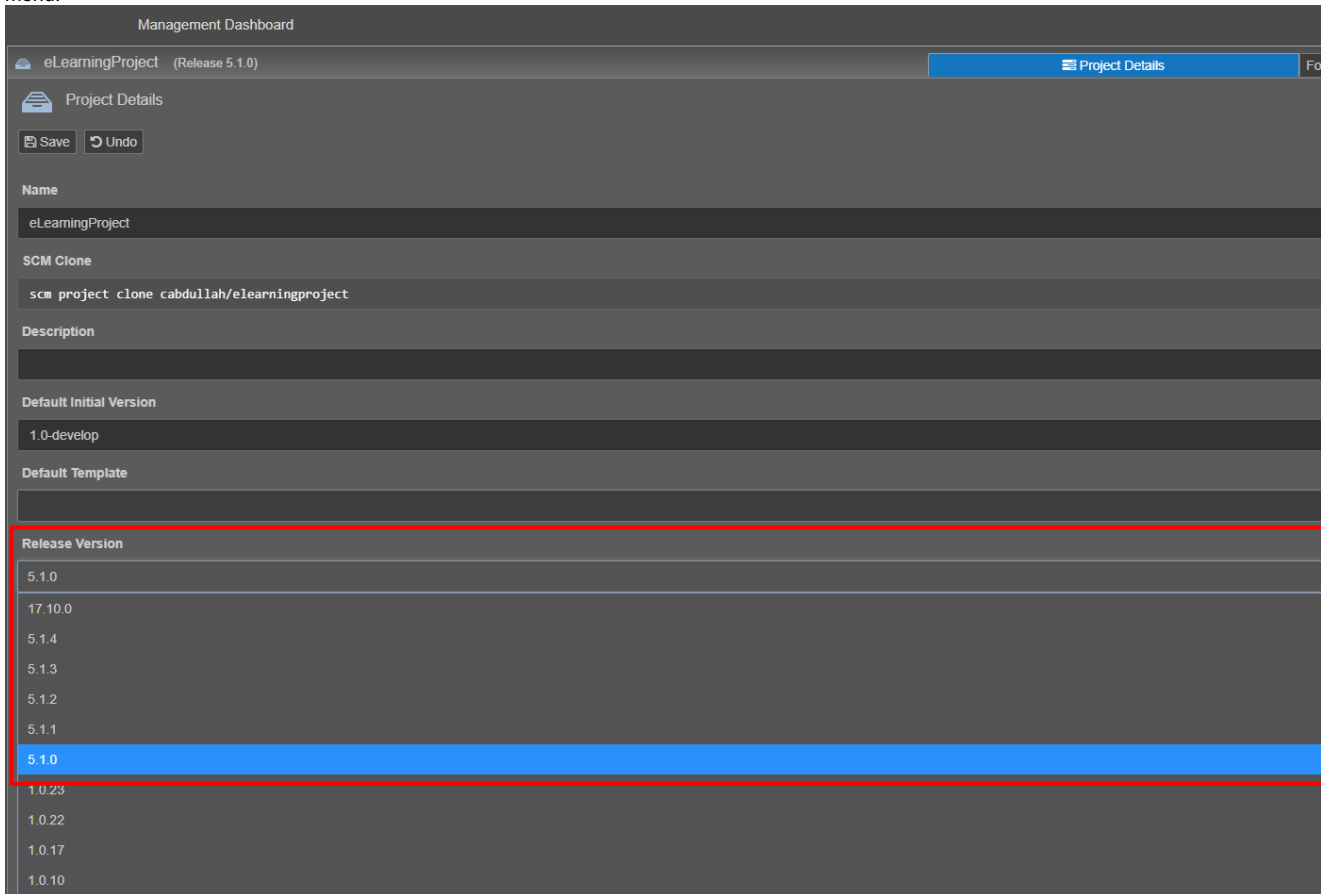 menu.
Management Dashboard
eLearningProject (Release 5.1.0) Project Details Fo
Project Details
Save Undo
Name
eLearningProject
SCM Clone
scm project clone cabdullah/elearningproject
Description
Default Initial Version
1.0-develop
Default Template
Release Version
5.1.0
17.10.0
5.1.4
5.1.3
5.1.2
5.1.1
5.1.0
1.0.23
1.0.22
1.0.17
1.0.10